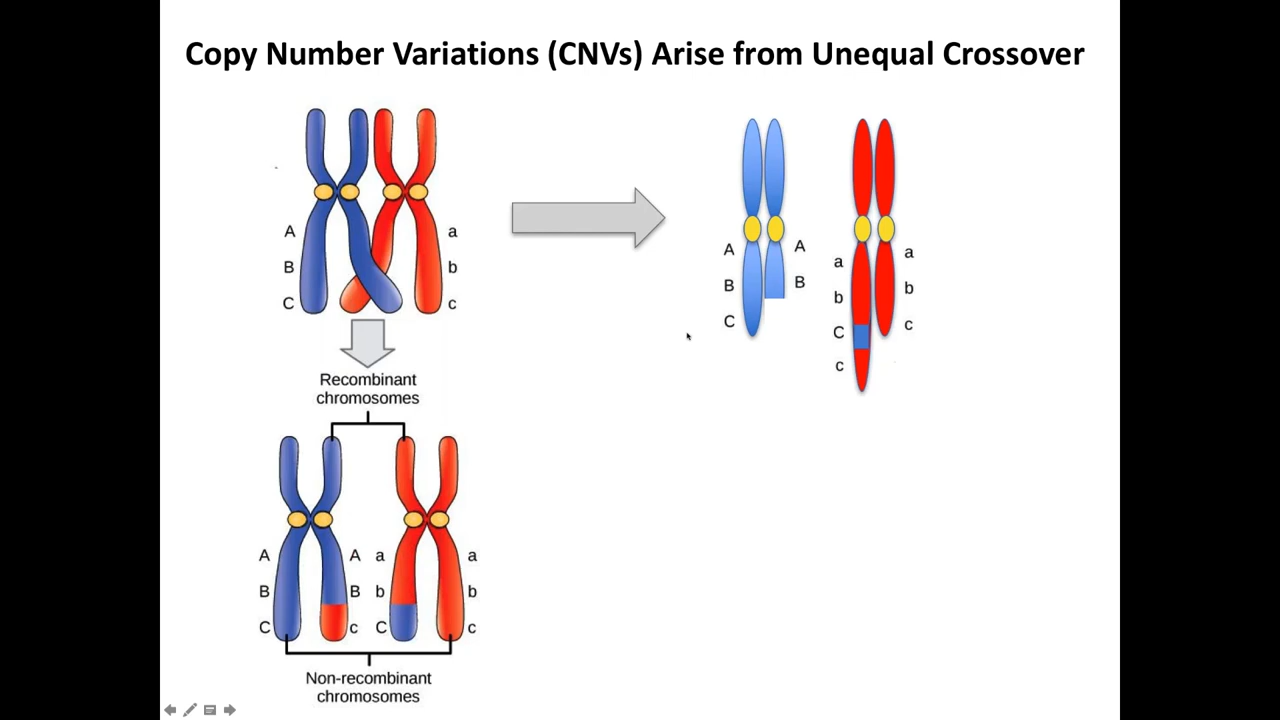 Copy Number Variations (CNVs) Arise from Unequal Crossover
A
B
C
a
b
c
A
B
C
A
B
a
b
C
c
a
b
c
Recombinant
chromosomes
A
B
C
A
B
c
a
b
C
a
b
c
Non-recombinant
chromosomes